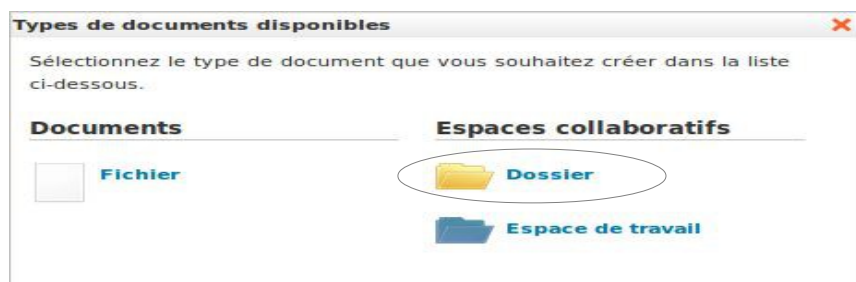 Types de documents disponibles
Sélectionnez le type de document que vous souhaitez créer dans la liste
ci-dessous.
Documents
Fichier
Espaces collaboratifs
Dossier
Espace de travail